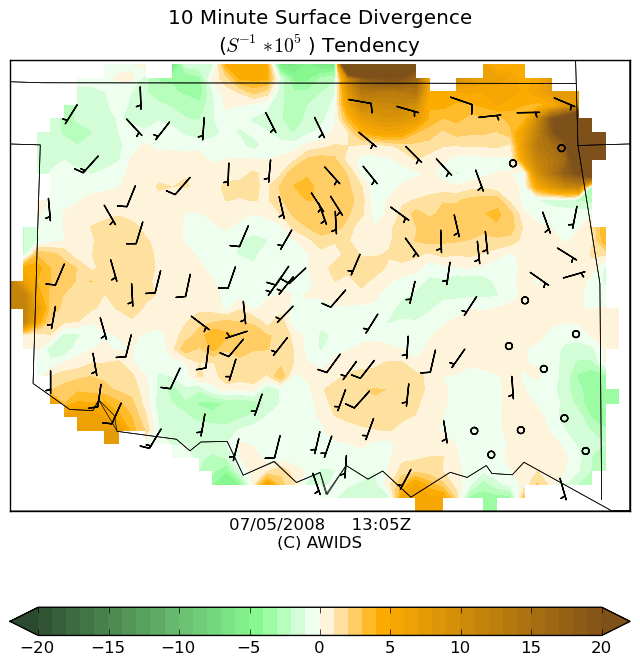 10 Minute Surface Divergence
(S⁻¹ *10⁵ ) Tendency
07/05/2008 13:05Z
(C) AWIDS
−20 −15 −10 −5 0 5 10 15 20